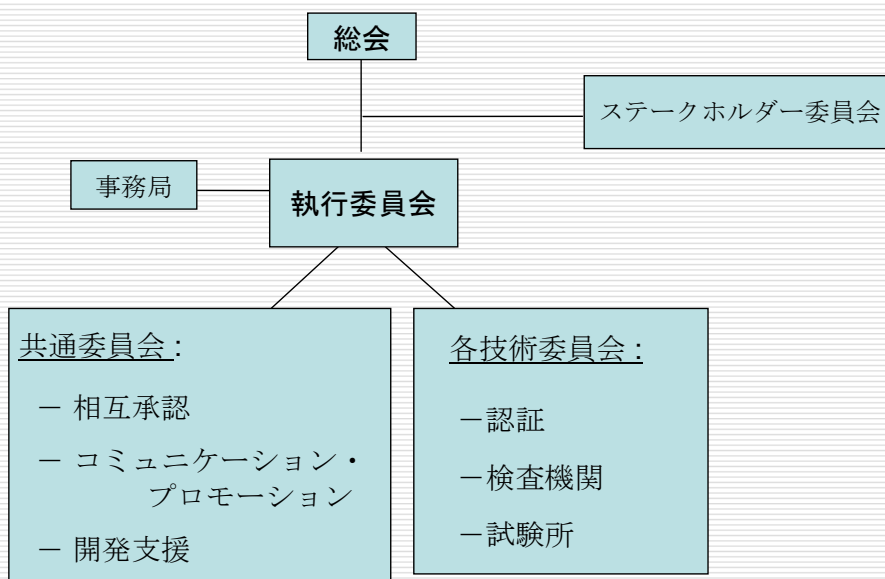 総会
ステークホルダー委員会
事務局
執行委員会
共通委員会 :
－ 相互承認
－ コミュニケーション・
プロモーション
－ 開発支援
各技術委員会 :
－認証
－検査機関
－試験所